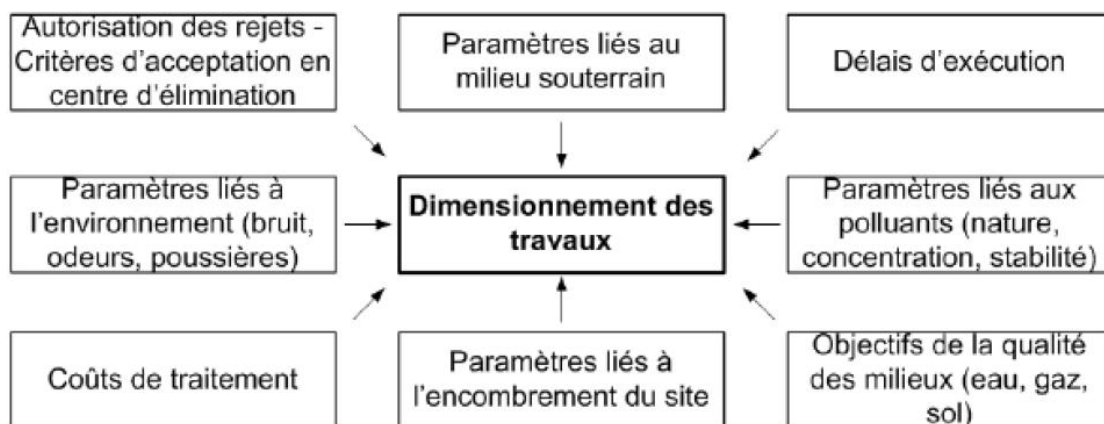 Autorisation des rejets -
Critères d'acceptation en
centre d'élimination
Paramètres liés au
milieu souterrain
Délais d'exécution
Paramètres liés à
l'environnement (bruit,
odeurs, poussières)
Dimensionnement des
travaux
Paramètres liés aux
polluants (nature,
concentration, stabilité)
Coûts de traitement
Paramètres liés à
l'encombrement du site
Objectifs de la qualité
des milieux (eau, gaz,
sol)